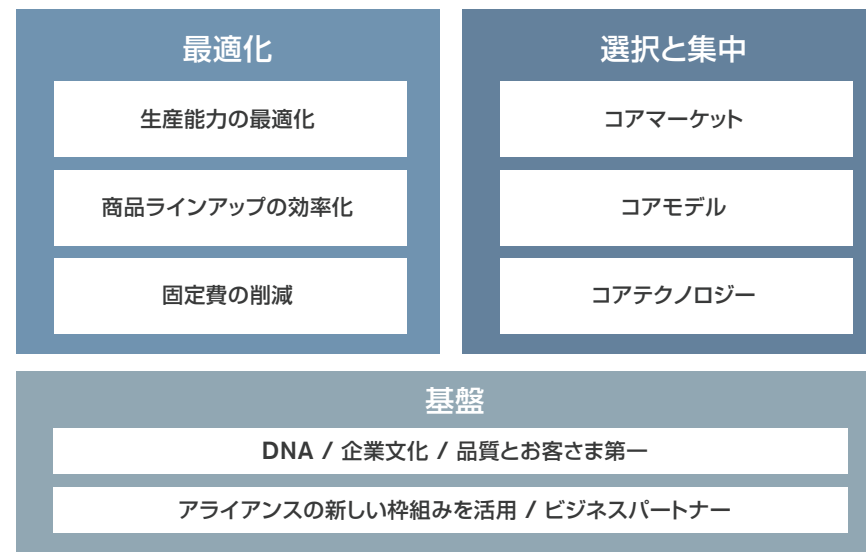 最適化
生産能力の最適化
商品ラインアップの効率化
固定費の削減
選択と集中
コアマーケット
コアモデル
コアテクノロジー
基盤
DNA / 企業文化 / 品質とお客さま第一
アライアンスの新しい枠組みを活用 / ビジネスパートナー